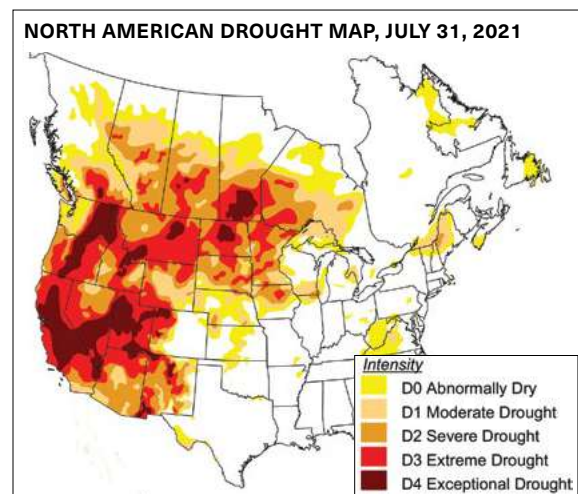 NORTH AMERICAN DROUGHT MAP, JULY 31, 2021
Intensity
D0 Abnormally Dry
D1 Moderate Drought
D2 Severe Drought
D3 Extreme Drought
D4 Exceptional Drought